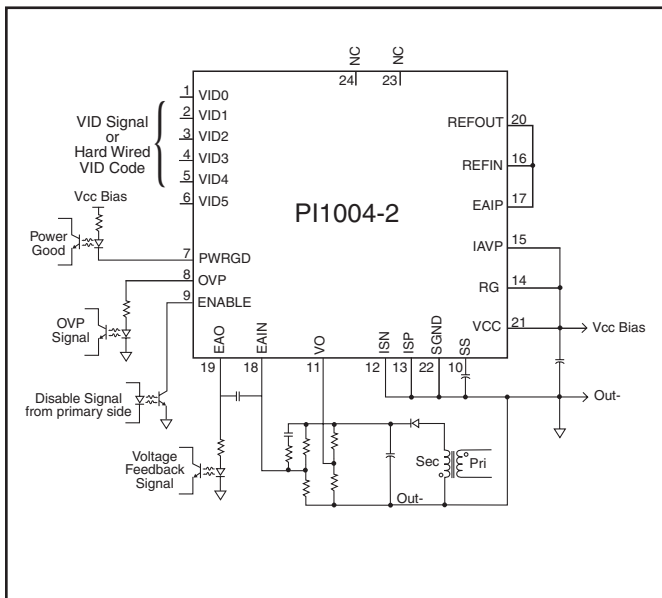 NC
NC
24
23
1 VID0
2 VID1
3 VID2
4 VID3
5 VID4
6 VID5
VID Signal
or
Hard Wired
VID Code
Vcc Bias
Power
Good
7 PWRGD
8 OVP
9 ENABLE
OVP
Signal
Disable Signal
from primary side
PI1004-2
REFOUT 20
REFIN 16
EAIP 17
IAVP 15
RG 14
VCC 21
Vcc Bias
Out-
EAO
EAIN
VO
ISN
ISP
SGND
SS
19
18
11
12
13
22
10
Voltage
Feedback
Signal
Sec
Pri
Out-